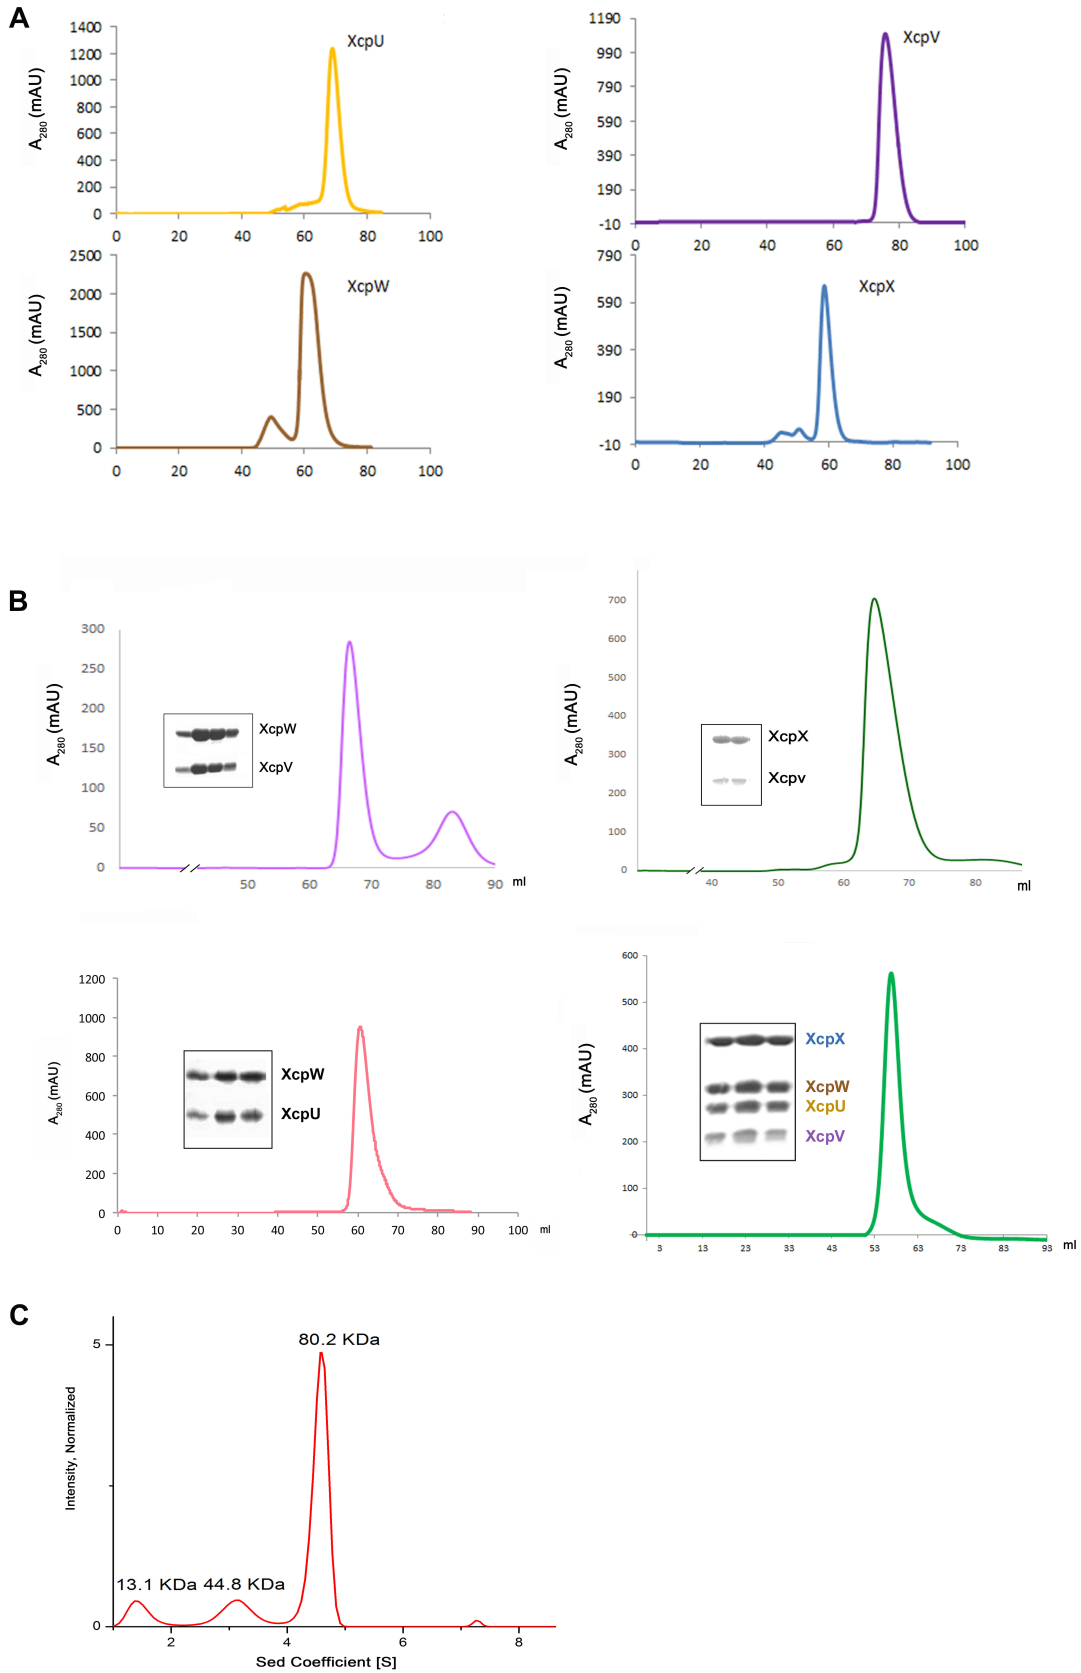 A
XcpU
A280 (mAU)
1400
1200
1000
800
600
400
200
0
0 20 40 60 80 100
XcpV
A280 (mAU)
1190
990
790
590
390
190
-10
0 20 40 60 80 100
XcpW
A280 (mAU)
2500
2000
1500
1000
500
0
0 20 40 60 80 100
XcpX
A280 (mAU)
790
590
390
190
-10
0 20 40 60 80 100
B
A280 (mAU)
300
250
200
150
100
50
0
XcpW
XcpV
50 60 70 80 90 ml
A280 (mAU)
700
600
500
400
300
200
100
0
XcpX
Xcpv
40 50 60 70 80 ml
A280 (mAU)
1200
1000
800
600
400
200
0
XcpW
XcpU
0 10 20 30 40 50 60 70 80 90 100 ml
A280 (mAU)
600
500
400
300
200
100
0
XcpX
XcpW
XcpU
XcpV
3 13 23 33 43 53 63 73 83 93 ml
C
80.2 KDa
13.1 KDa 44.8 KDa
Intensity, Normalized
5
0
2 4 6 8
Sed Coefficient [S]